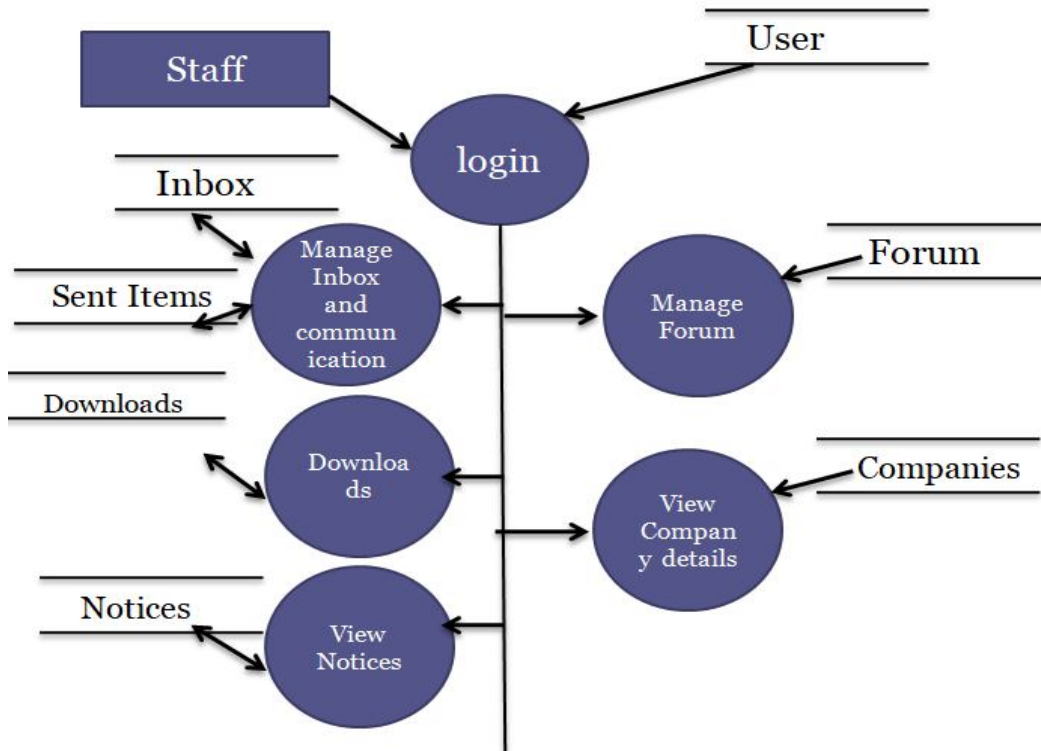 Staff
User
login
Inbox
Manage
Inbox
and
commun
ication
Sent Items
Forum
Manage
Forum
Downloads
Downloa
ds
Companies
View
Compan
y details
Notices
View
Notices